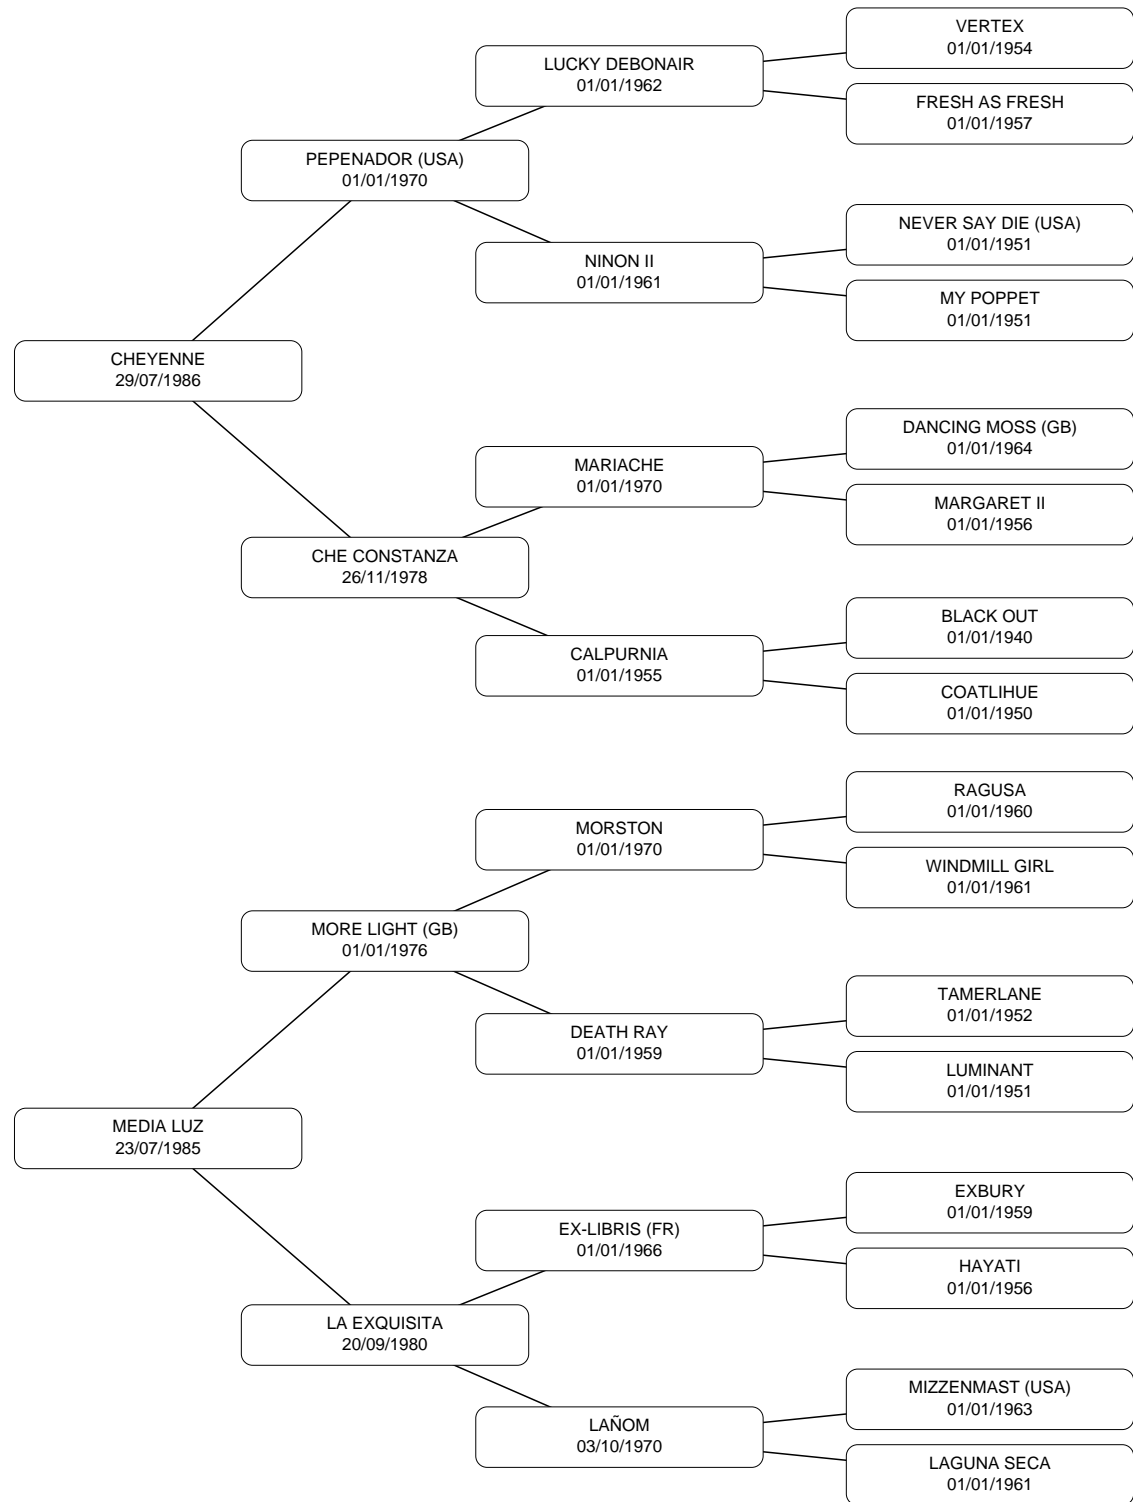 VERTEX
01/01/1954
LUCKY DEBONAIR
01/01/1962
FRESH AS FRESH
01/01/1957
PEPENADOR (USA)
01/01/1970
NEVER SAY DIE (USA)
01/01/1951
NINON II
01/01/1961
MY POPPET
01/01/1951
CHEYENNE
29/07/1986
DANCING MOSS (GB)
01/01/1964
MARIACHE
01/01/1970
MARGARET II
01/01/1956
CHE CONSTANZA
26/11/1978
BLACK OUT
01/01/1940
CALPURNIA
01/01/1955
COATLIHUE
01/01/1950
RAGUSA
01/01/1960
MORSTON
01/01/1970
WINDMILL GIRL
01/01/1961
MORE LIGHT (GB)
01/01/1976
TAMERLANE
01/01/1952
DEATH RAY
01/01/1959
LUMINANT
01/01/1951
MEDIA LUZ
23/07/1985
EXBURY
01/01/1959
EX-LIBRIS (FR)
01/01/1966
HAYATI
01/01/1956
LA EXQUISITA
20/09/1980
MIZZENMAST (USA)
01/01/1963
LAÑOM
03/10/1970
LAGUNA SECA
01/01/1961